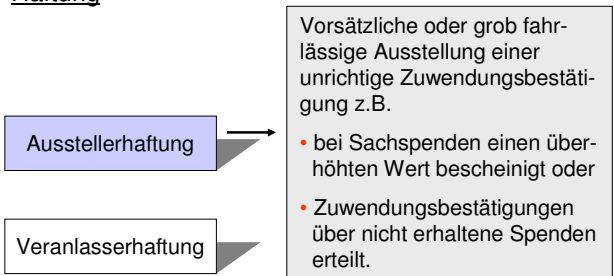 Haftung
Vorsätzliche oder grob fahr-
lässige Ausstellung einer
unrichtige Zuwendungsbestäti-
gung z.B.
Ausstellerhaftung
• bei Sachspenden einen über-
höhten Wert bescheinigt oder
• Zuwendungsbestätigungen
über nicht erhaltene Spenden
erteilt.
Veranlasserhaftung